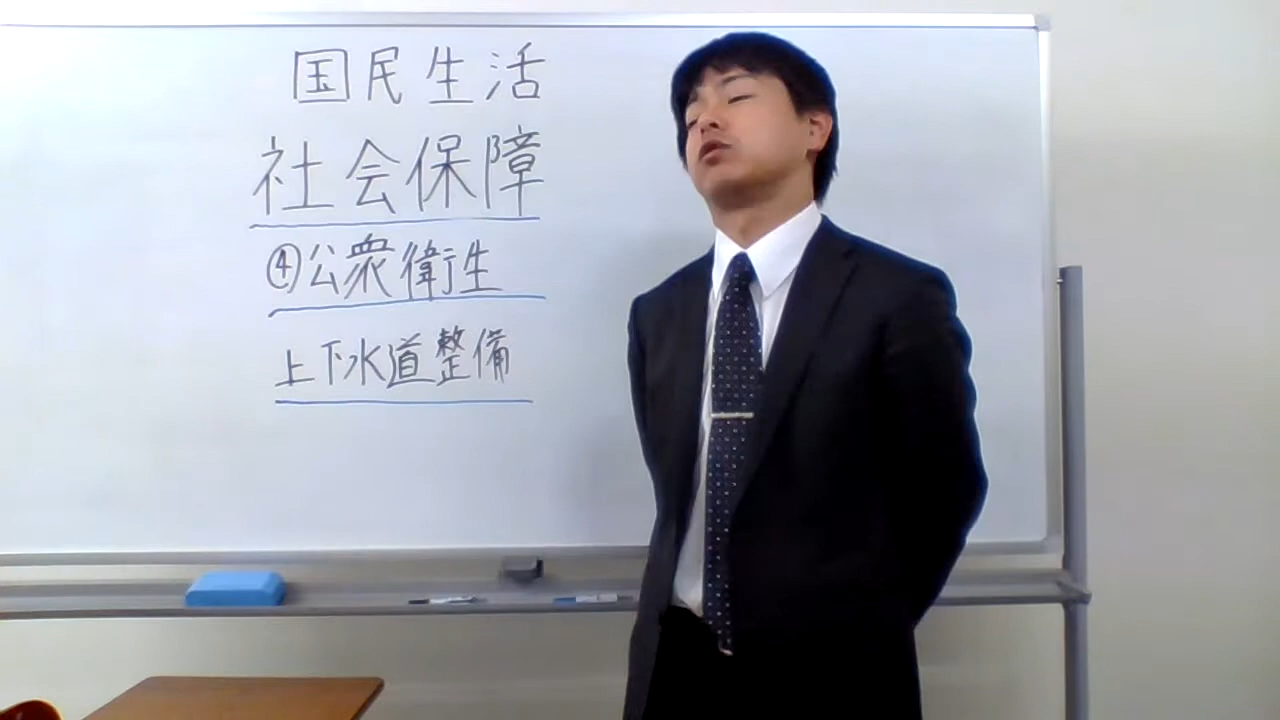 国民生活
社会保障
④公衆衛生
上下水道整備